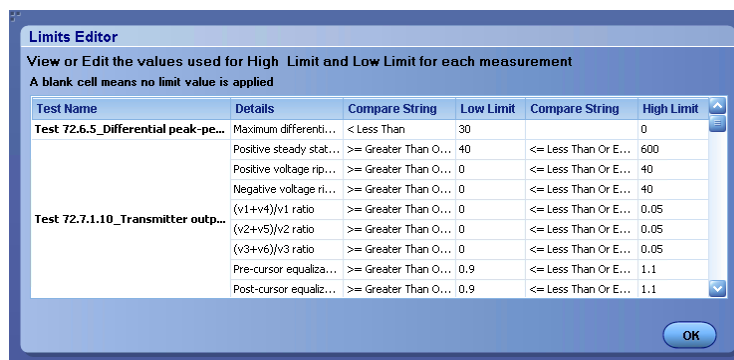 Limits Editor
View or Edit the values used for High Limit and Low Limit for each measurement
A blank cell means no limit value is applied
Test Name Details Compare String Low Limit Compare String High Limit
Test 72.6.5_Differential peak-pe... Maximum differenti... < Less Than 30 0
Positive steady stat... >= Greater Than O... 40 <= Less Than Or E... 600
Positive voltage rip... >= Greater Than O... 0 <= Less Than Or E... 40
Negative voltage ri... >= Greater Than O... 0 <= Less Than Or E... 40
Test 72.7.1.10_Transmitter outp... (v1+v4)/v1 ratio >= Greater Than O... 0 <= Less Than Or E... 0.05
(v2+v5)/v2 ratio >= Greater Than O... 0 <= Less Than Or E... 0.05
(v3+v6)/v3 ratio >= Greater Than O... 0 <= Less Than Or E... 0.05
Pre-cursor equaliza... >= Greater Than O... 0.9 <= Less Than Or E... 1.1
Post-cursor equaliz... >= Greater Than O... 0.9 <= Less Than Or E... 1.1
OK